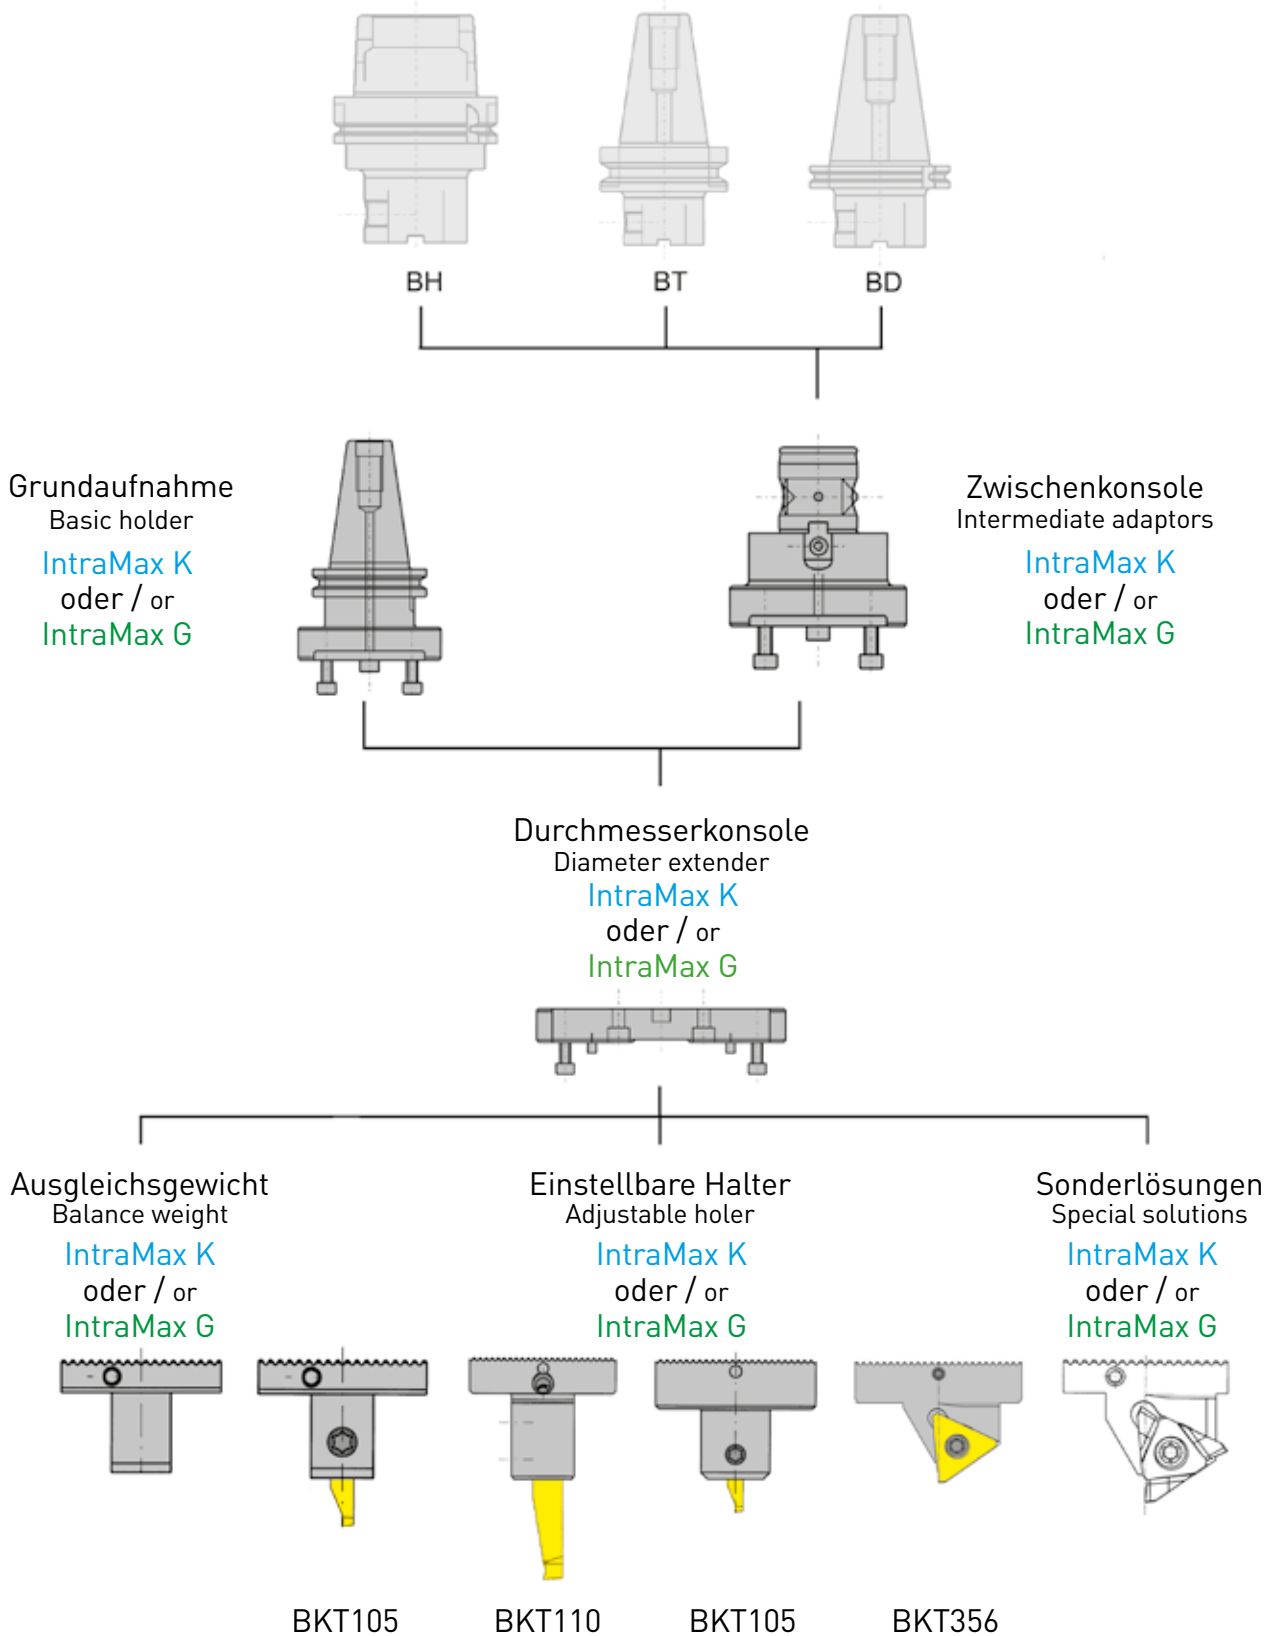 BH
BT
BD
Grundaufnahme
Basic holder
IntraMax K
oder / or
IntraMax G
Zwischenkonsole
Intermediate adaptors
IntraMax K
oder / or
IntraMax G
Durchmesserkonsole
Diameter extender
IntraMax K
oder / or
IntraMax G
Ausgleichsgewicht
Balance weight
IntraMax K
oder / or
IntraMax G
Einstellbare Halter
Adjustable holer
IntraMax K
oder / or
IntraMax G
Sonderlösungen
Special solutions
IntraMax K
oder / or
IntraMax G
BKT105
BKT110
BKT105
BKT356